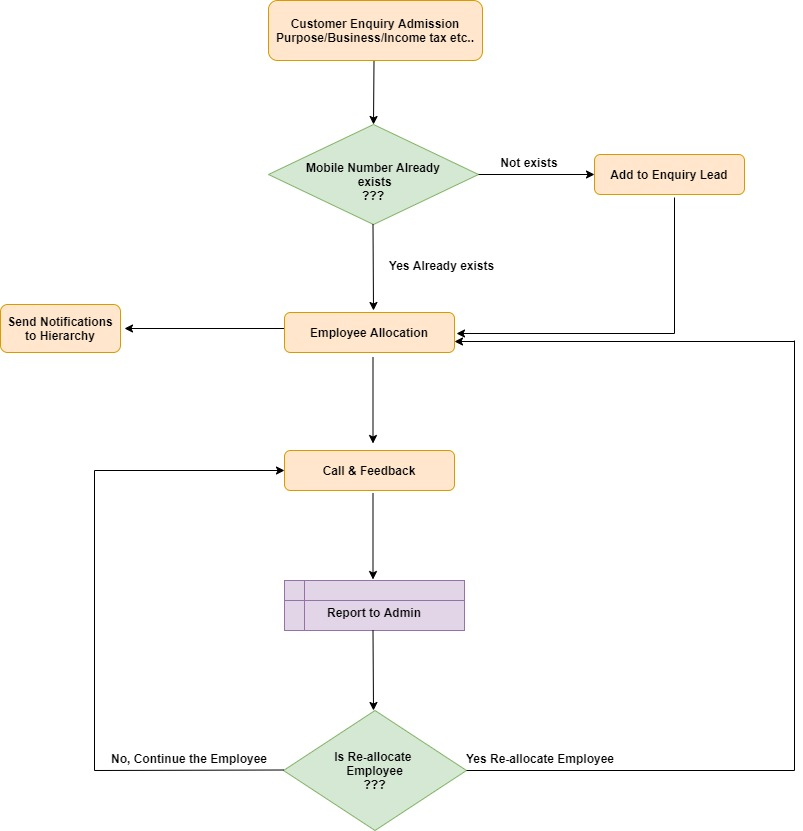 Customer Enquiry Admission
Purpose/Business/Income tax etc..
Mobile Number Already
exists
???
Not exists
Add to Enquiry Lead
Yes Already exists
Send Notifications
to Hierarchy
Employee Allocation
Call & Feedback
Report to Admin
No, Continue the Employee
Is Re-allocate
Employee
???
Yes Re-allocate Employee